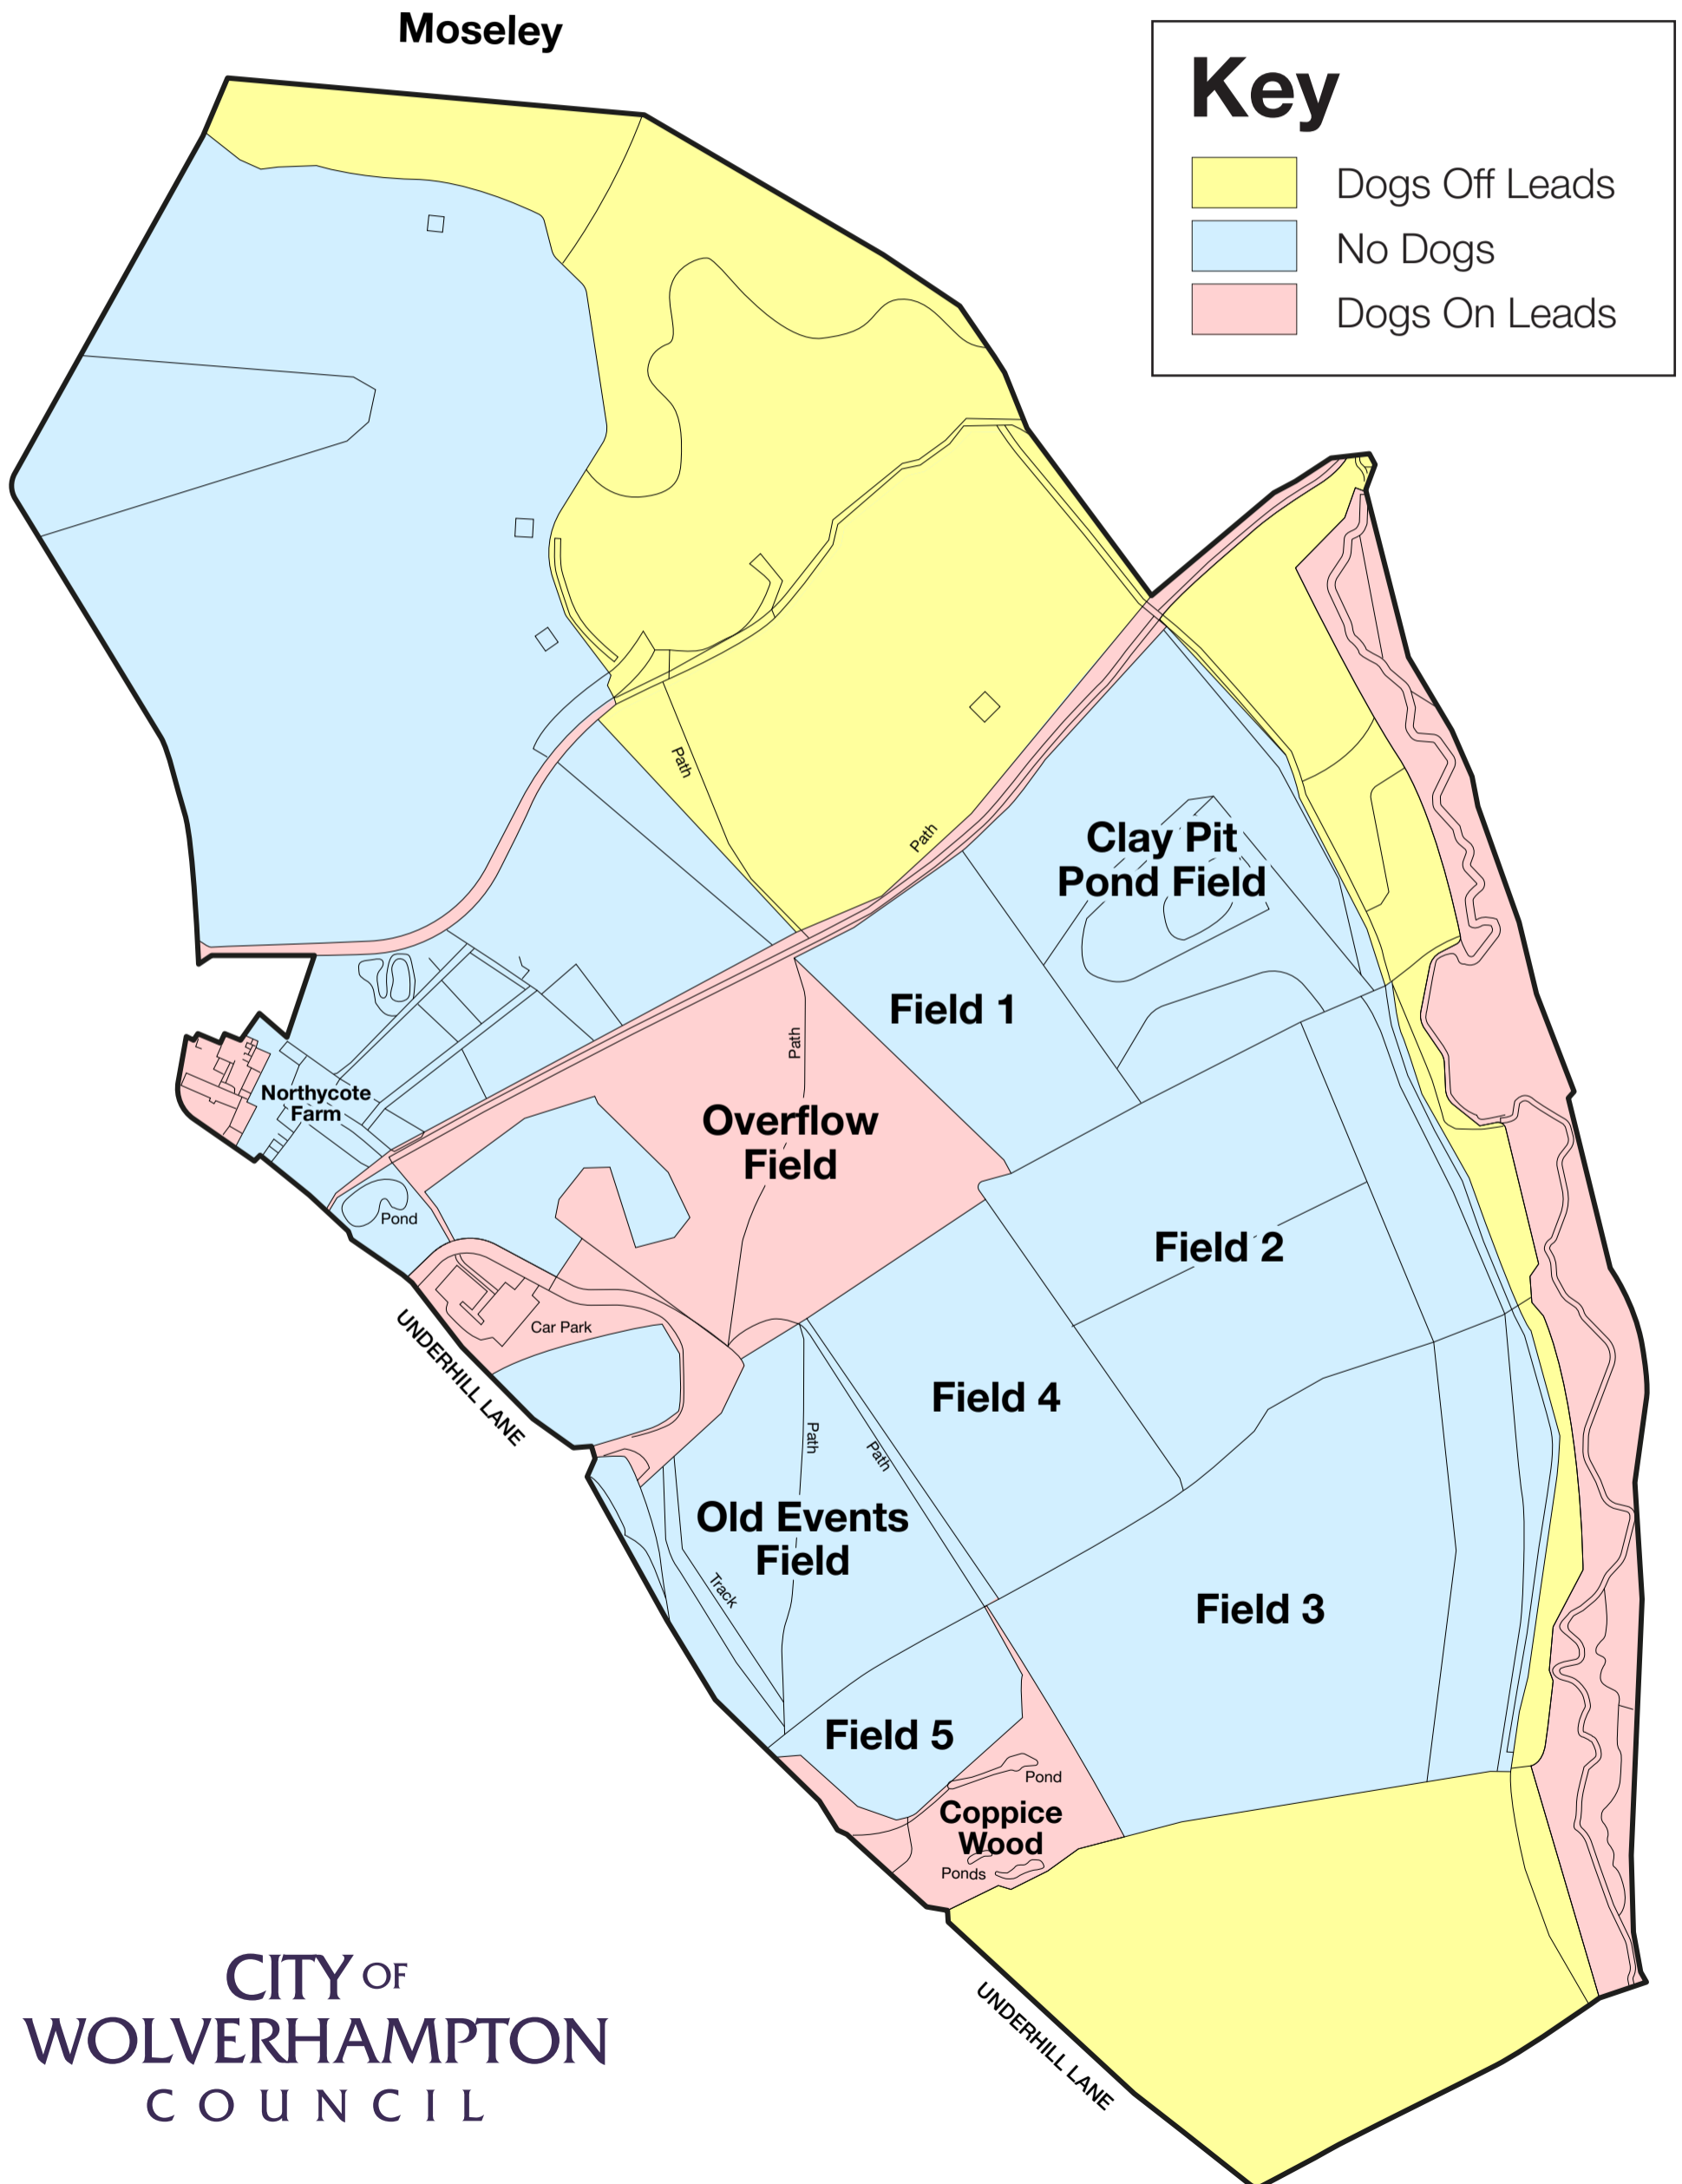 Moseley
Key
Dogs Off Leads
No Dogs
Dogs On Leads
Path
Path
Clay Pit
Pond Field
Field 1
Path
Northycote
Farm
Overflow
Field
Pond
Field 2
Car Park
UNDERHILL LANE
Field 4
Path
Path
Old Events
Field
Track
Field 3
Field 5
Pond
Coppice
Wood
Ponds
UNDERHILL LANE
CITY OF
WOLVERHAMPTON
COUNCIL